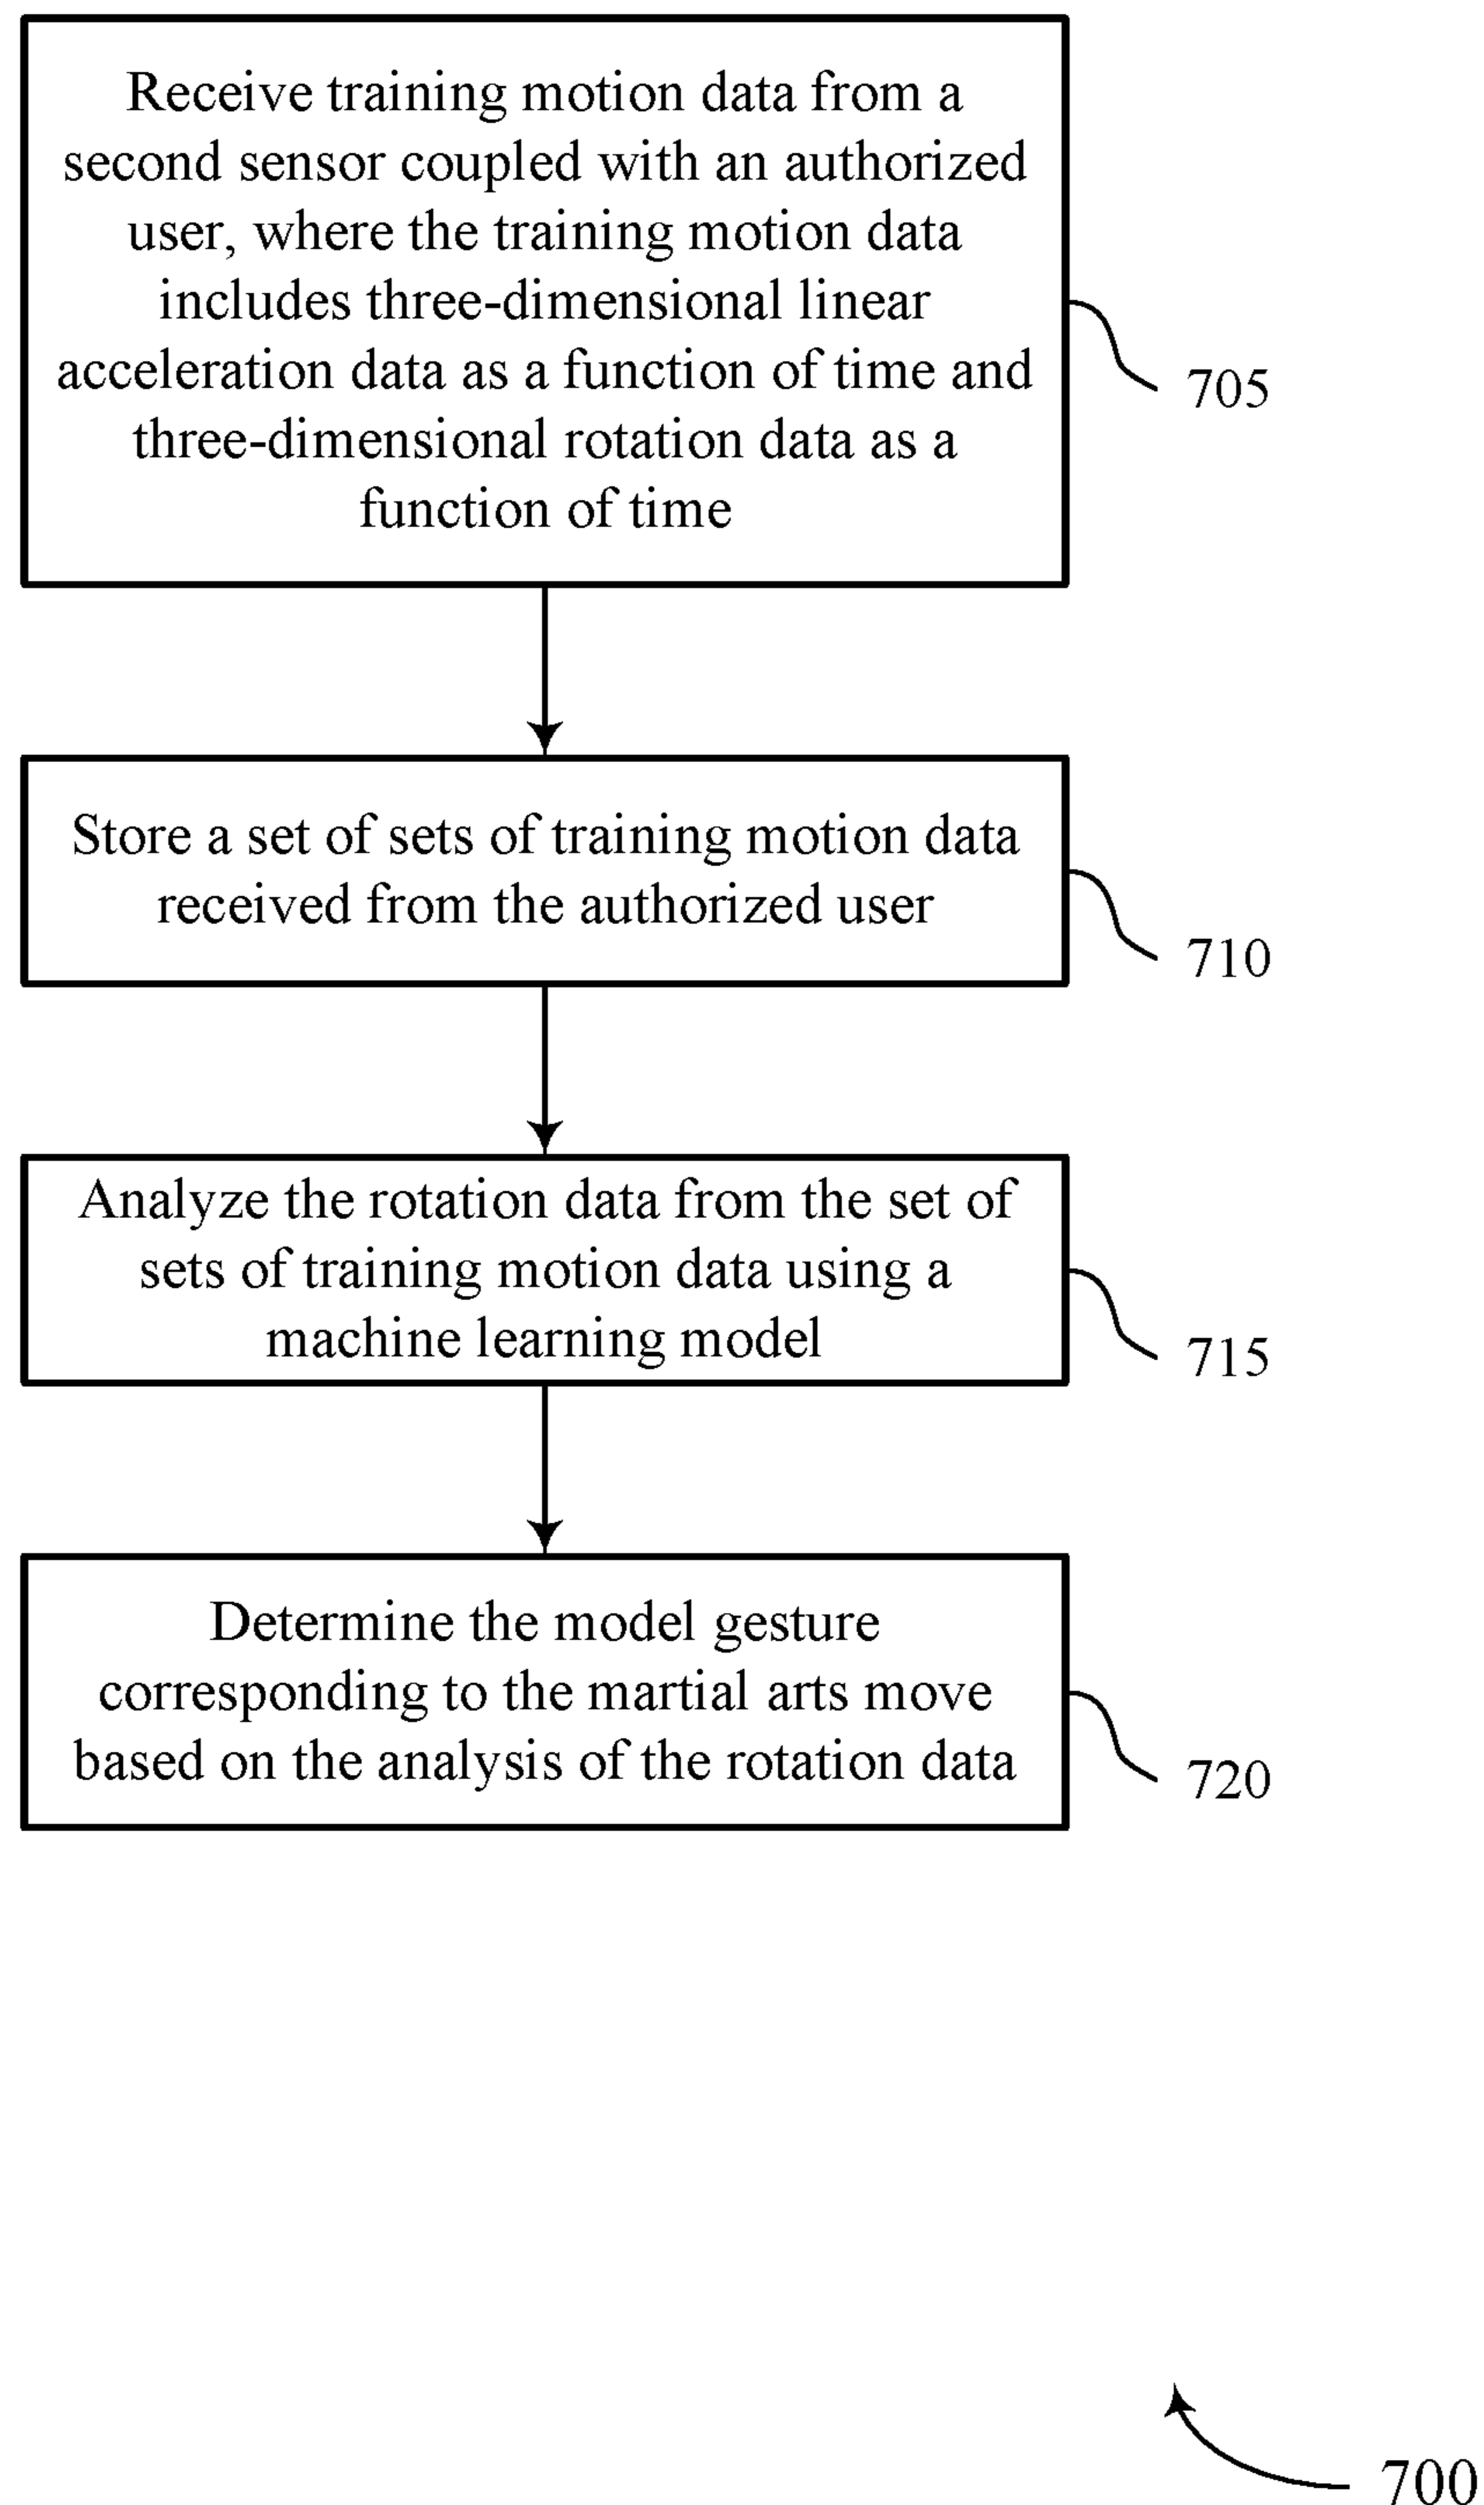 Receive training motion data from a
second sensor coupled with an authorized
user, where the training motion data
includes three-dimensional linear
acceleration data as a function of time and
three-dimensional rotation data as a
function of time
705
Store a set of sets of training motion data
received from the authorized user
710
Analyze the rotation data from the set of
sets of training motion data using a
machine learning model
715
Determine the model gesture
corresponding to the martial arts move
based on the analysis of the rotation data
720
700